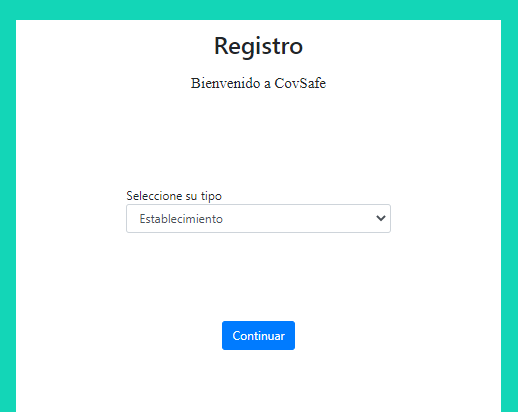 Registro
Bienvenido a CovSafe
Seleccione su tipo
Establecimiento
Continuar